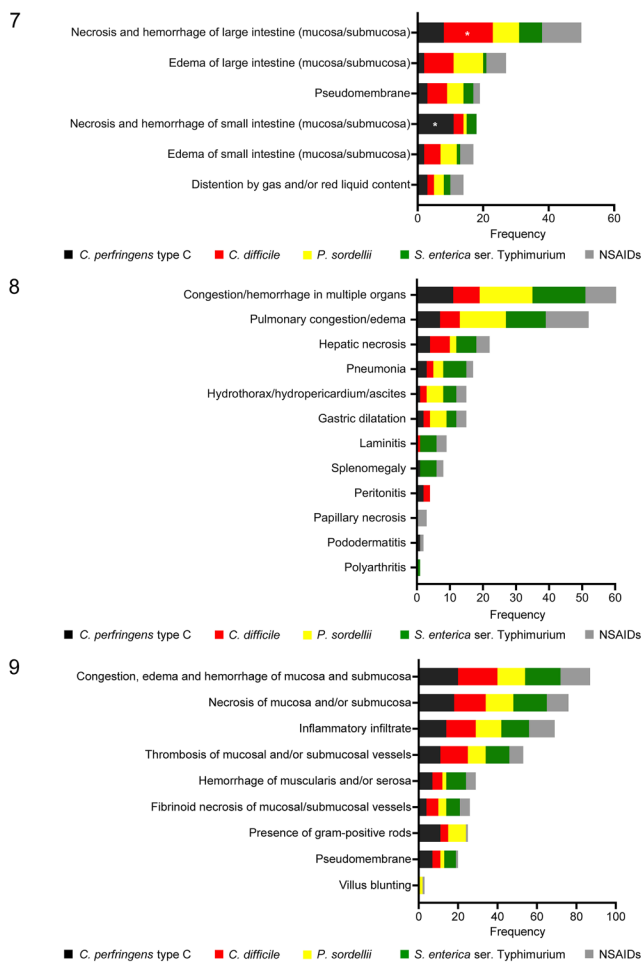 7
Necrosis and hemorrhage of large intestine (mucosa/submucosa)
*
Edema of large intestine (mucosa/submucosa)
Pseudomembrane
Necrosis and hemorrhage of small intestine (mucosa/submucosa)
*
Edema of small intestine (mucosa/submucosa)
Distention by gas and/or red liquid content
0 20 40 60
Frequency
C. perfringens type C C. difficile P. sordellii S. enterica ser. Typhimurium NSAIDs
8
Congestion/hemorrhage in multiple organs
Pulmonary congestion/edema
Hepatic necrosis
Pneumonia
Hydrothorax/hydropericardium/ascites
Gastric dilatation
Laminitis
Splenomegaly
Peritonitis
Papillary necrosis
Pododermatitis
Polyarthritis
0 10 20 30 40 50 60
Frequency
C. perfringens type C C. difficile P. sordellii S. enterica ser. Typhimurium NSAIDs
9
Congestion, edema and hemorrhage of mucosa and submucosa
Necrosis of mucosa and/or submucosa
Inflammatory infiltrate
Thrombosis of mucosal and/or submucosal vessels
Hemorrhage of muscularis and/or serosa
Fibrinoid necrosis of mucosal/submucosal vessels
Presence of gram-positive rods
Pseudomembrane
Villus blunting
0 20 40 60 80 100
Frequency
C. perfringens type C C. difficile P. sordellii S. enterica ser. Typhimurium NSAIDs